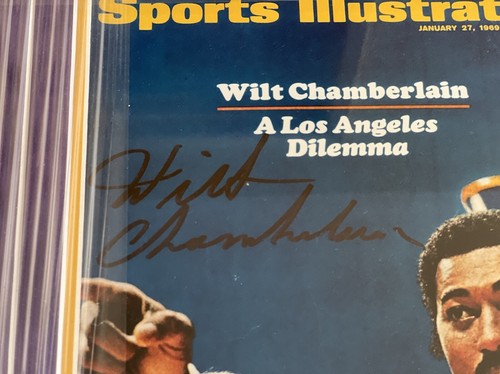 Sports Illustrat
JANUARY 27, 1969
Wilt Chamberlain
A Los Angeles
Dilemma
Wilt
Chamberlain